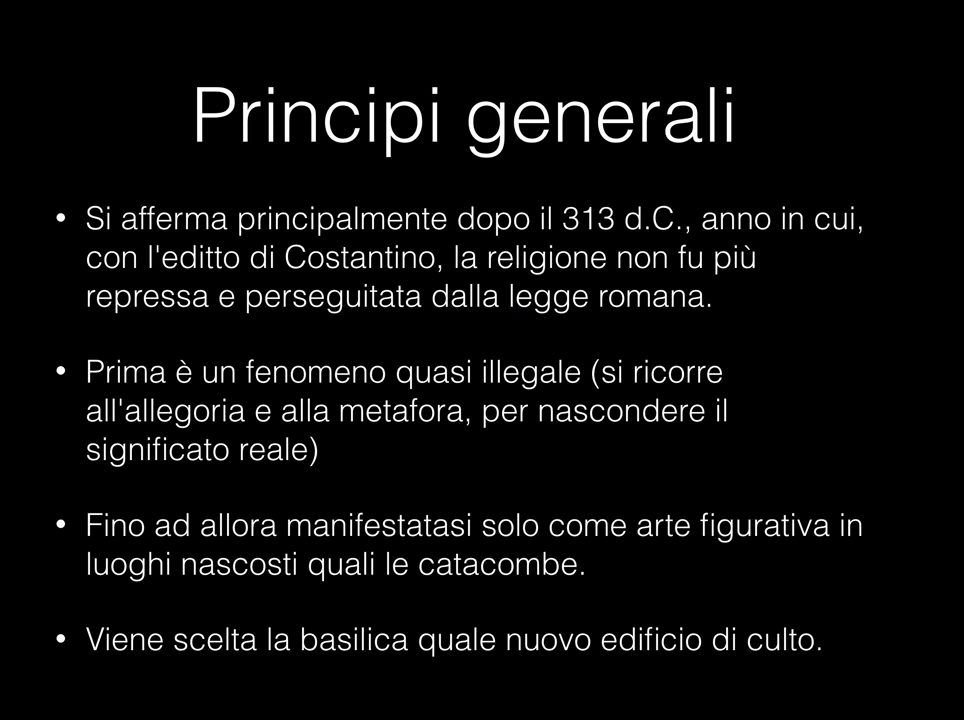 Principi generali
• Si afferma principalmente dopo il 313 d.C., anno in cui,
con l'editto di Costantino, la religione non fu più
repressa e perseguitata dalla legge romana.
• Prima è un fenomeno quasi illegale (si ricorre
all'allegoria e alla metafora, per nascondere il
significato reale)
• Fino ad allora manifestatasi solo come arte figurativa in
luoghi nascosti quali le catacombe.
• Viene scelta la basilica quale nuovo edificio di culto.